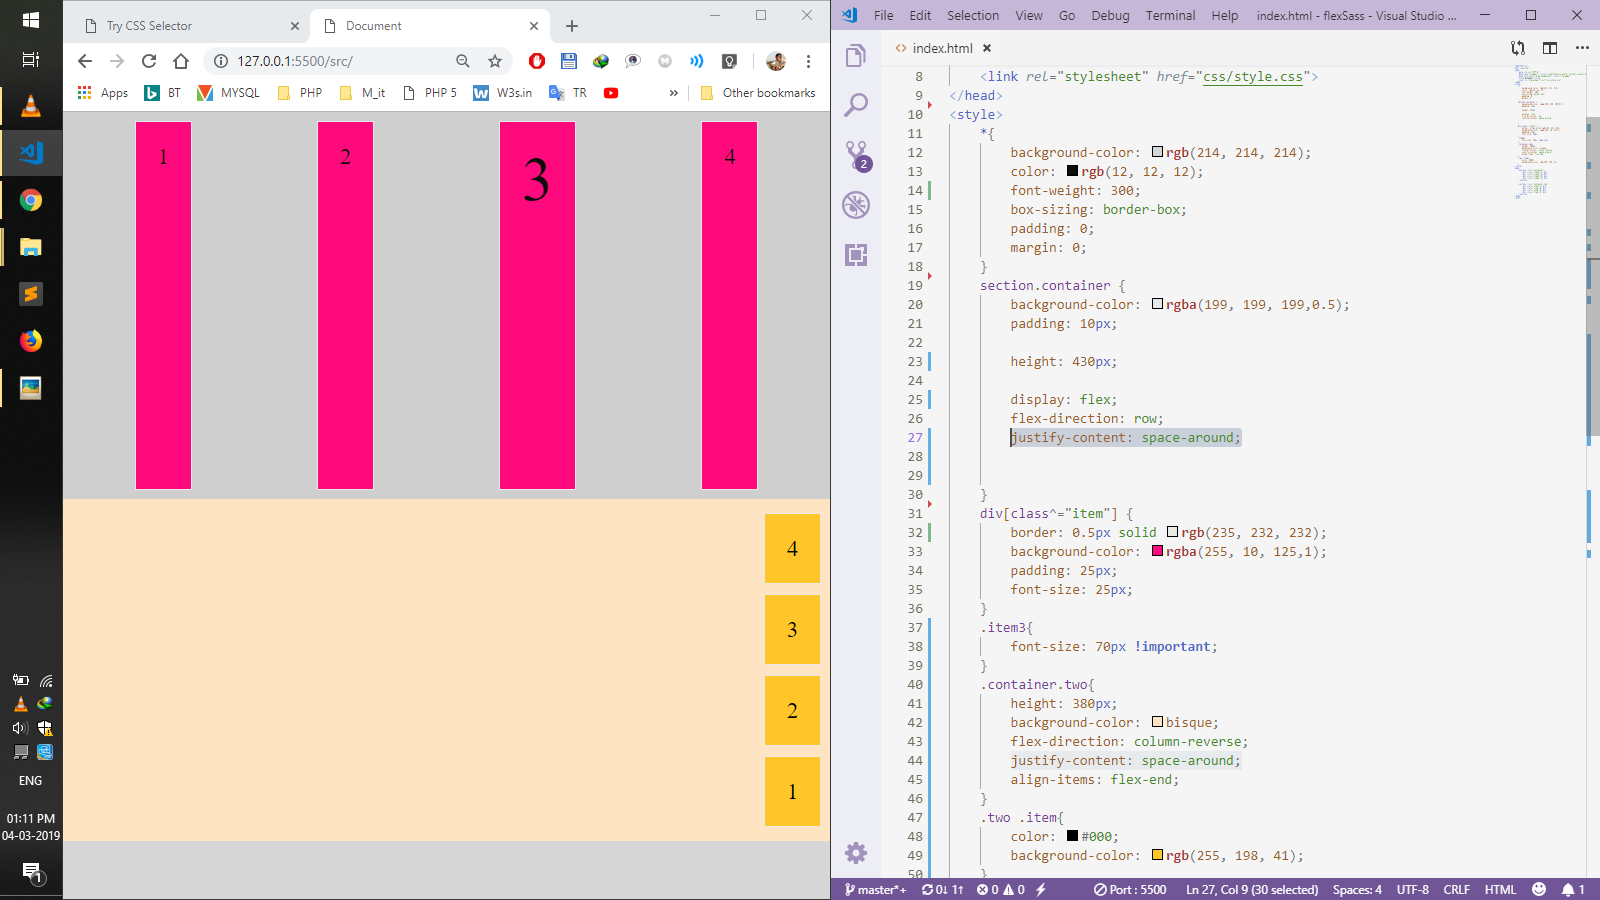 Try CSS Selector
Document
127.0.0.1:5500/src/
Apps
BT
MYSQL
PHP
M_it
PHP 5
W3s.in
TR
»
Other bookmarks
1
2
3
4
4
3
2
1
ENG
01:11 PM
04-03-2019
1
File Edit Selection View Go Debug Terminal Help
index.html - flexSass - Visual Studio ...
index.html
2
8 <link rel="stylesheet" href="css/style.css">
9 </head>
10 <style>
11 *{
12 background-color: rgb(214, 214, 214);
13 color: rgb(12, 12, 12);
14 font-weight: 300;
15 box-sizing: border-box;
16 padding: 0;
17 margin: 0;
18 }
19 section.container {
20 background-color: rgba(199, 199, 199,0.5);
21 padding: 10px;
22
23 height: 430px;
24
25 display: flex;
26 flex-direction: row;
27 justify-content: space-around;
28
29
30 }
31 div[class^="item"] {
32 border: 0.5px solid rgb(235, 232, 232);
33 background-color: rgba(255, 10, 125,1);
34 padding: 25px;
35 font-size: 25px;
36 }
37 .item3{
38 font-size: 70px !important;
39 }
40 .container.two{
41 height: 380px;
42 background-color: bisque;
43 flex-direction: column-reverse;
44 justify-content: space-around;
45 align-items: flex-end;
46 }
47 .two .item{
48 color: #000;
49 background-color: rgb(255, 198, 41);
50 }
master*+ 0↓ 1↑ 0 0 Port : 5500 Ln 27, Col 9 (30 selected) Spaces: 4 UTF-8 CRLF HTML 1